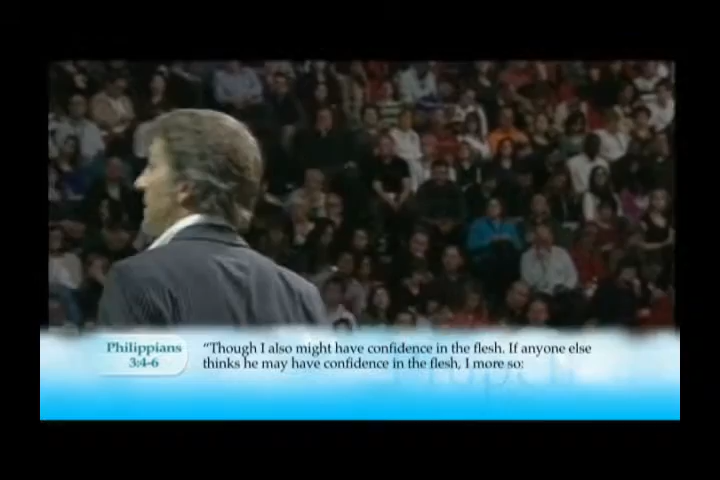 Philippians
3:4-6
“Though I also might have confidence in the flesh. If anyone else
thinks he may have confidence in the flesh, I more so: